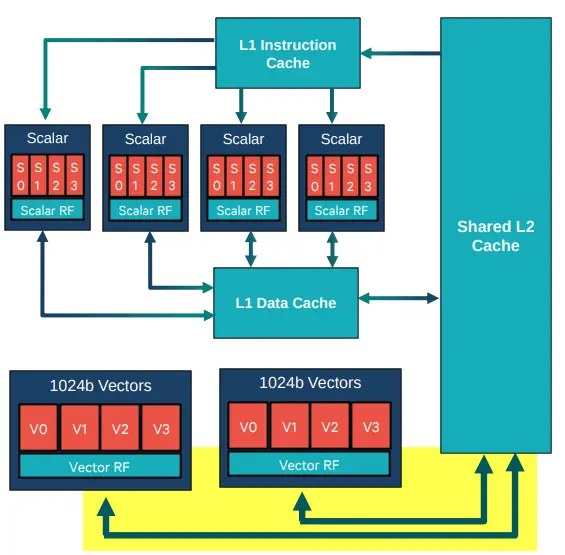 L1 Instruction
Cache
Scalar
S S S S
0 1 2 3
Scalar RF
Scalar
S S S S
0 1 2 3
Scalar RF
Scalar
S S S S
0 1 2 3
Scalar RF
Scalar
S S S S
0 1 2 3
Scalar RF
Shared L2
Cache
L1 Data Cache
1024b Vectors
V0 V1 V2 V3
Vector RF
1024b Vectors
V0 V1 V2 V3
Vector RF